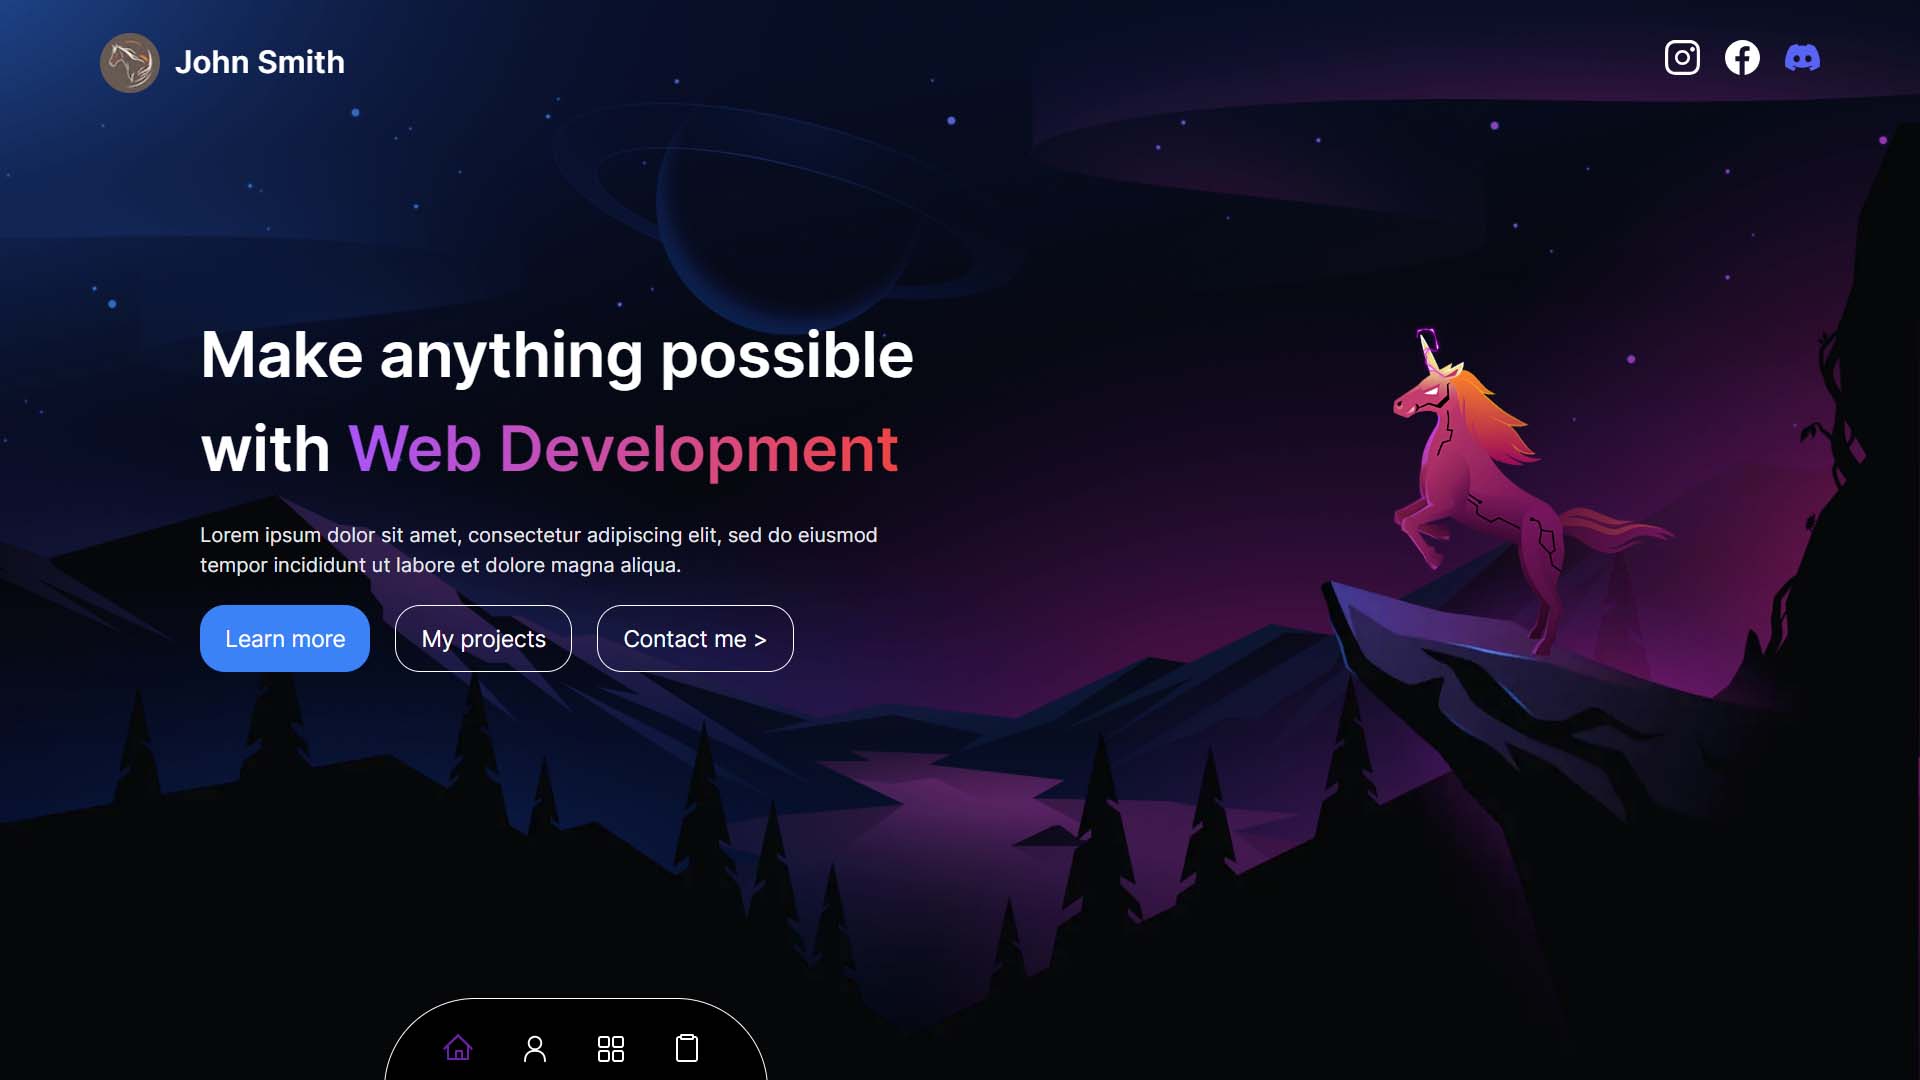 John Smith
Make anything possible
with Web Development
Lorem ipsum dolor sit amet, consectetur adipiscing elit, sed do eiusmod
tempor incididunt ut labore et dolore magna aliqua.
Learn more
My projects
Contact me >